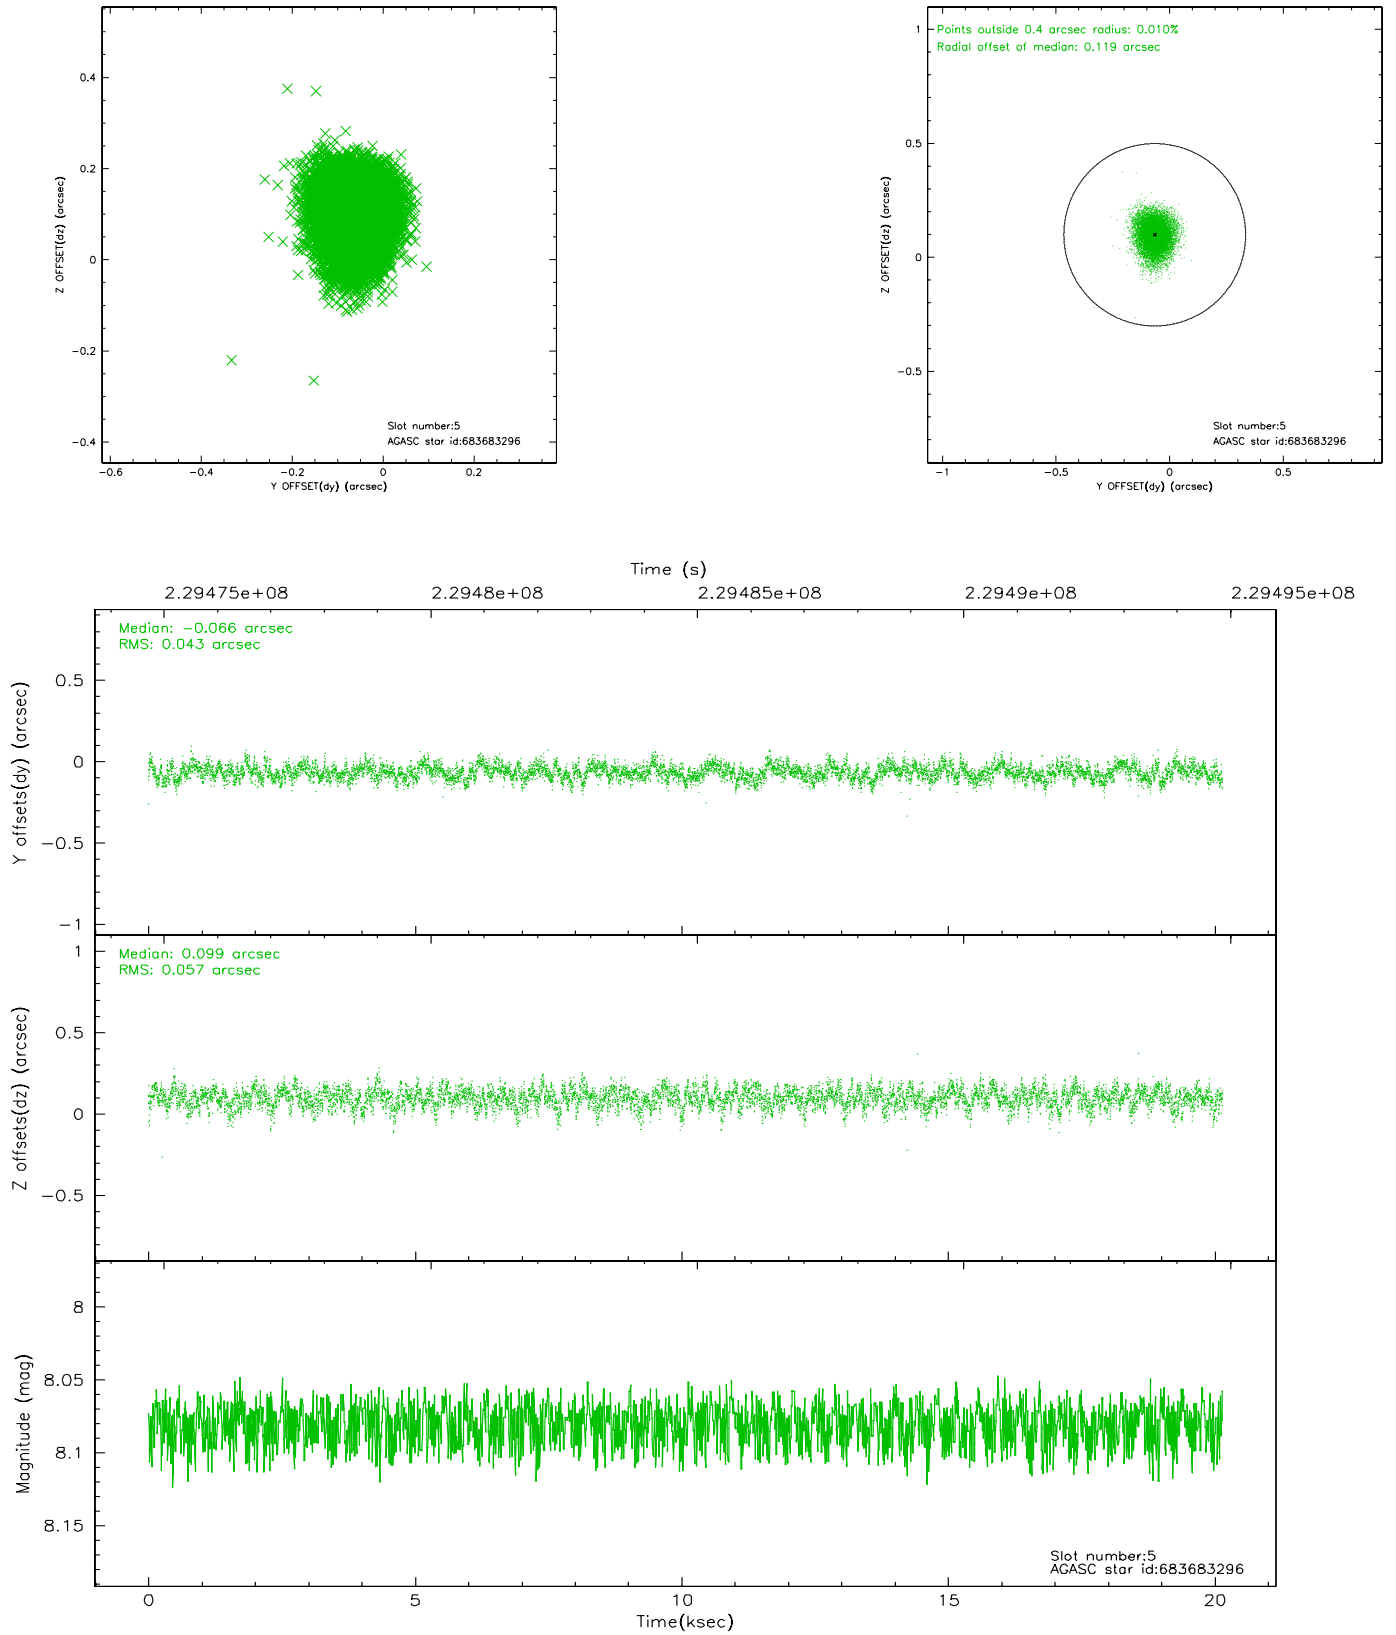 0.4
0.2
0
−0.2
−0.4
Z OFFSET(dz) (arcsec)
Slot number:5
AGASC star id:683683296
−0.6 −0.4 −0.2 0 0.2
Y OFFSET(dy) (arcsec)
Points outside 0.4 arcsec radius: 0.010%
Radial offset of median: 0.119 arcsec
1
0.5
0
−0.5
Z OFFSET(dz) (arcsec)
Slot number:5
AGASC star id:683683296
−1 −0.5 0 0.5
Y OFFSET(dy) (arcsec)
Time (s)
2.29475e+08 2.2948e+08 2.29485e+08 2.2949e+08 2.29495e+08
Median: −0.066 arcsec
RMS: 0.043 arcsec
0.5
0
−0.5
−1
Y offsets(dy) (arcsec)
Median: 0.099 arcsec
RMS: 0.057 arcsec
1
0.5
0
−0.5
Z offsets(dz) (arcsec)
8
8.05
8.1
8.15
Magnitude (mag)
Slot number:5
AGASC star id:683683296
0 5 10 15 20
Time(ksec)